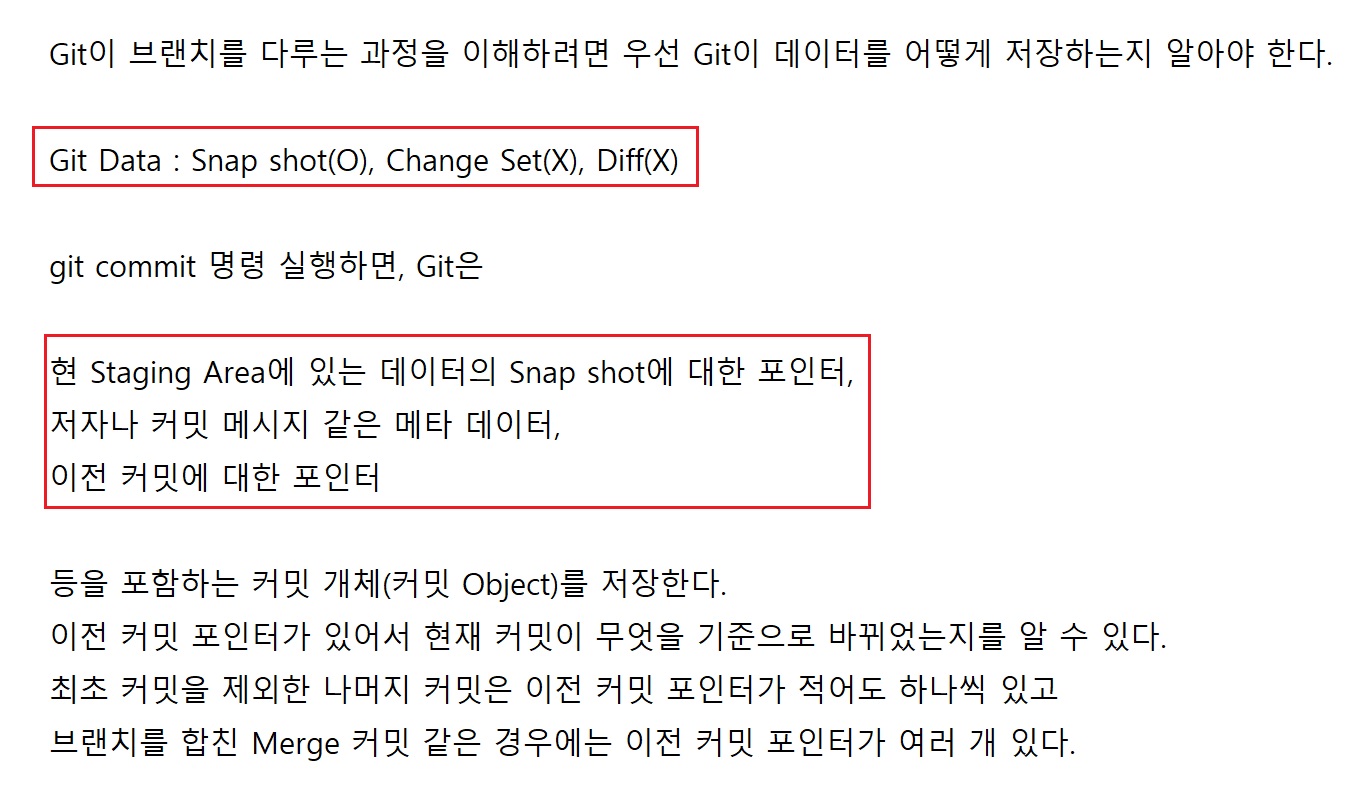 Git이 브랜치를 다루는 과정을 이해하려면 우선 Git이 데이터를 어떻게 저장하는지 알아야 한다.
Git Data : Snap shot(O), Change Set(X), Diff(X)
git commit 명령 실행하면, Git은
현 Staging Area에 있는 데이터의 Snap shot에 대한 포인터,
저자나 커밋 메시지 같은 메타 데이터,
이전 커밋에 대한 포인터
등을 포함하는 커밋 개체(커밋 Object)를 저장한다.
이전 커밋 포인터가 있어서 현재 커밋이 무엇을 기준으로 바뀌었는지를 알 수 있다.
최초 커밋을 제외한 나머지 커밋은 이전 커밋 포인터가 적어도 하나씩 있고
브랜치를 합친 Merge 커밋 같은 경우에는 이전 커밋 포인터가 여러 개 있다.